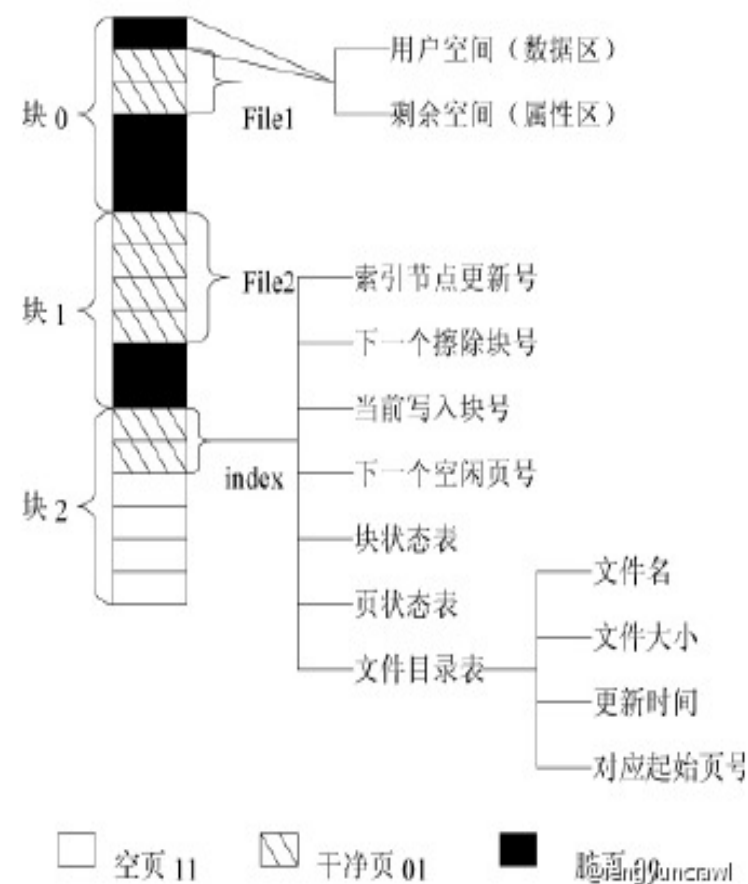 用户空间（数据区）
块 0
File1
剩余空间（属性区）
块 1
File2
索引节点更新号
下一个擦除块号
当前写入块号
index
下一个空闲页号
块 2
块状态表
页状态表
文件目录表
文件名
文件大小
更新时间
对应起始页号
空页 11
干净页 01
脏页